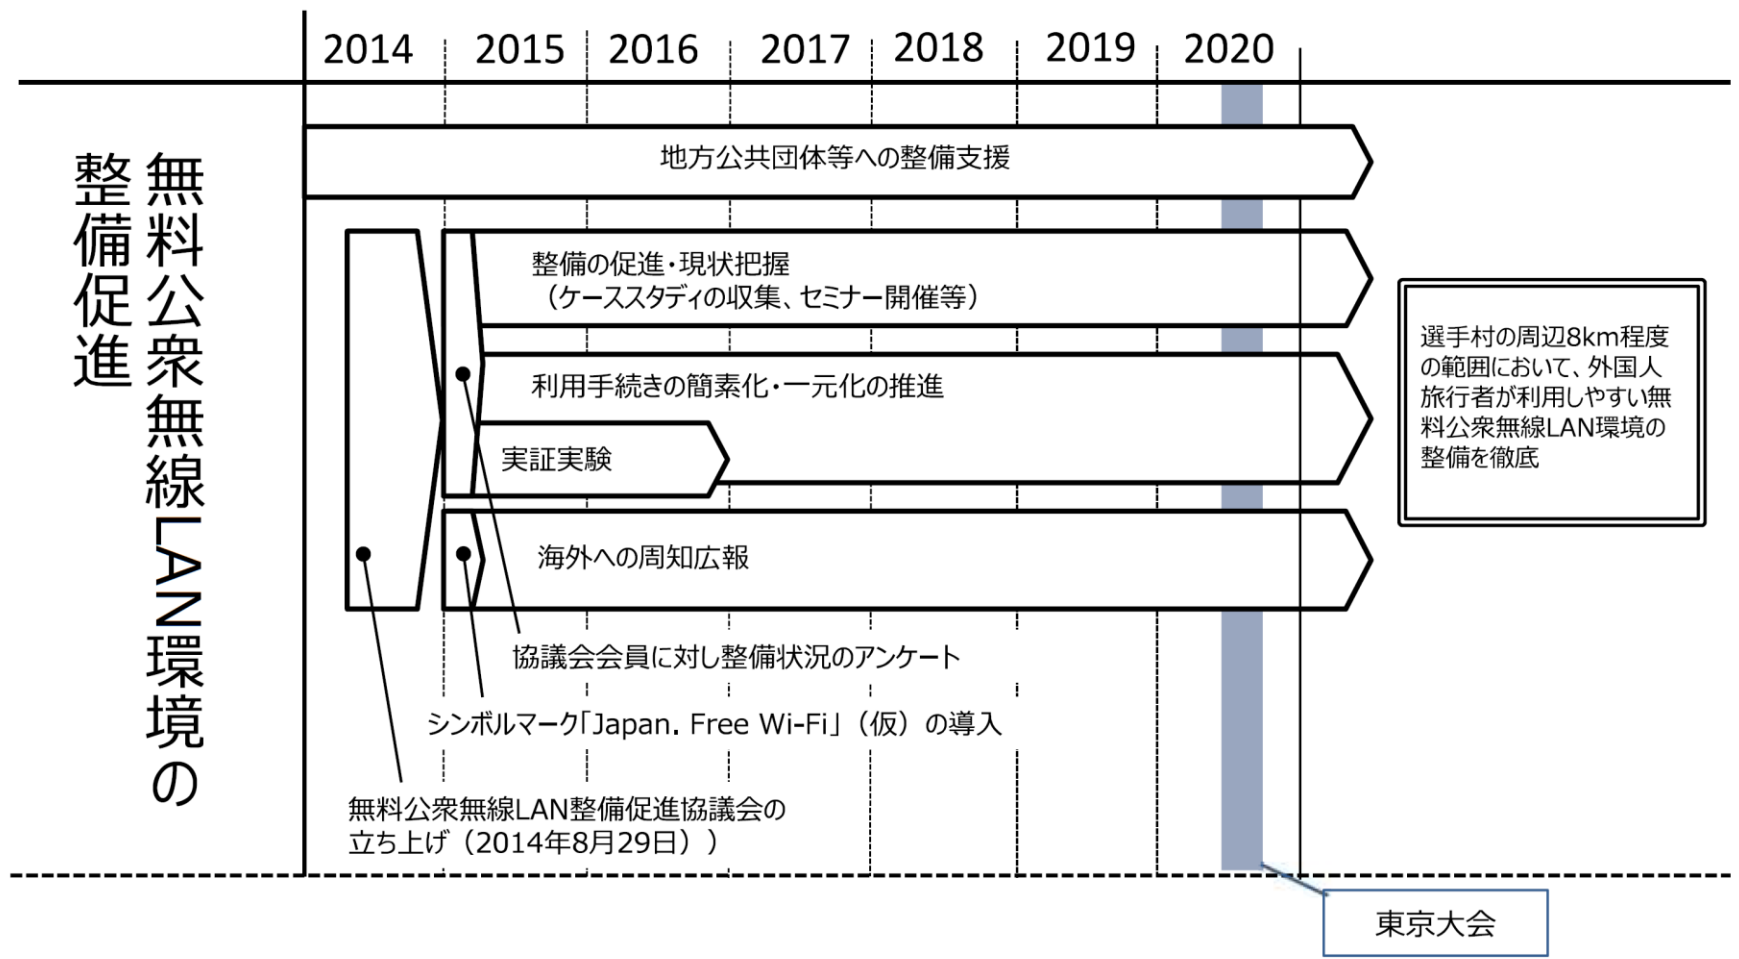 2014 2015 2016 2017 2018 2019 2020
無料公衆無線LAN環境の
整備促進
地方公共団体等への整備支援
整備の促進・現状把握
（ケーススタディの収集、セミナー開催等）
利用手続きの簡素化・一元化の推進
実証実験
海外への周知広報
協議会会員に対し整備状況のアンケート
シンボルマーク「Japan. Free Wi-Fi」（仮）の導入
無料公衆無線LAN整備促進協議会の
立ち上げ（2014年8月29日））
選手村の周辺8km程度
の範囲において、外国人
旅行者が利用しやすい無
料公衆無線LAN環境の
整備を徹底
東京大会